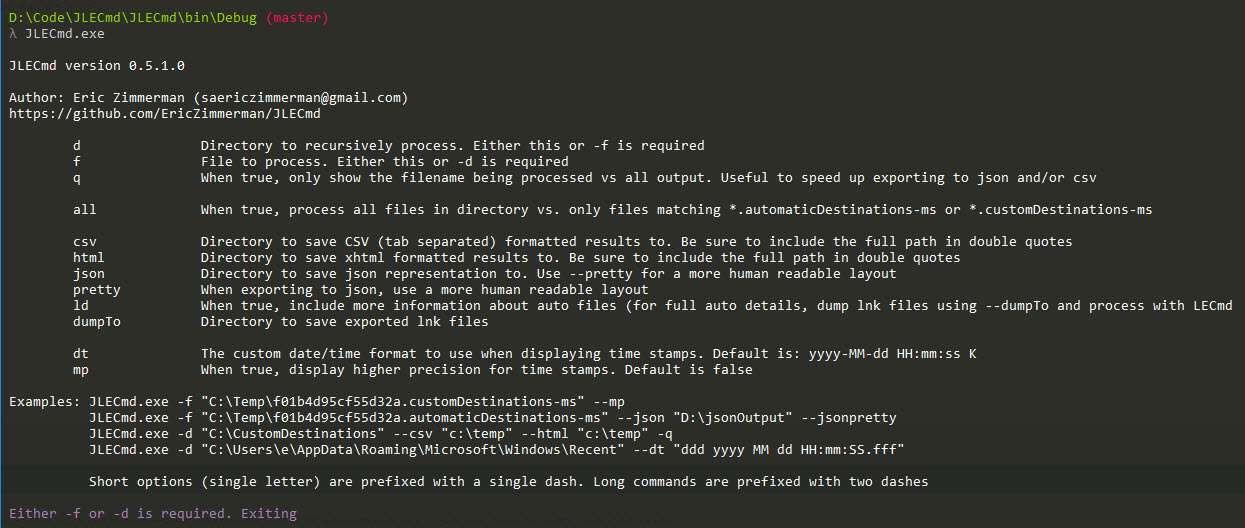 D:\Code\JLECmd\JLECmd\bin\Debug (master)
λ JLECmd.exe
JLECmd version 0.5.1.0
Author: Eric Zimmerman (saericzimmerman@gmail.com)
https://github.com/EricZimmerman/JLECmd
d Directory to recursively process. Either this or -f is required
f File to process. Either this or -d is required
q When true, only show the filename being processed vs all output. Useful to speed up exporting to json and/or csv
all When true, process all files in directory vs. only files matching *.automaticDestinations-ms or *.customDestinations-ms
csv Directory to save CSV (tab separated) formatted results to. Be sure to include the full path in double quotes
html Directory to save xhtml formatted results to. Be sure to include the full path in double quotes
json Directory to save json representation to. Use --pretty for a more human readable layout
pretty When exporting to json, use a more human readable layout
ld When true, include more information about auto files (for full auto details, dump lnk files using --dumpTo and process with LECmd
dumpTo Directory to save exported lnk files
dt The custom date/time format to use when displaying time stamps. Default is: yyyy-MM-dd HH:mm:ss K
mp When true, display higher precision for time stamps. Default is false
Examples: JLECmd.exe -f "C:\Temp\f01b4d95cf55d32a.customDestinations-ms" --mp
JLECmd.exe -f "C:\Temp\f01b4d95cf55d32a.automaticDestinations-ms" --json "D:\jsonOutput" --jsonpretty
JLECmd.exe -d "C:\CustomDestinations" --csv "c:\temp" --html "c:\temp" -q
JLECmd.exe -d "C:\Users\e\AppData\Roaming\Microsoft\Windows\Recent" --dt "ddd yyyy MM dd HH:mm:SS.fff"
Short options (single letter) are prefixed with a single dash. Long commands are prefixed with two dashes
Either -f or -d is required. Exiting